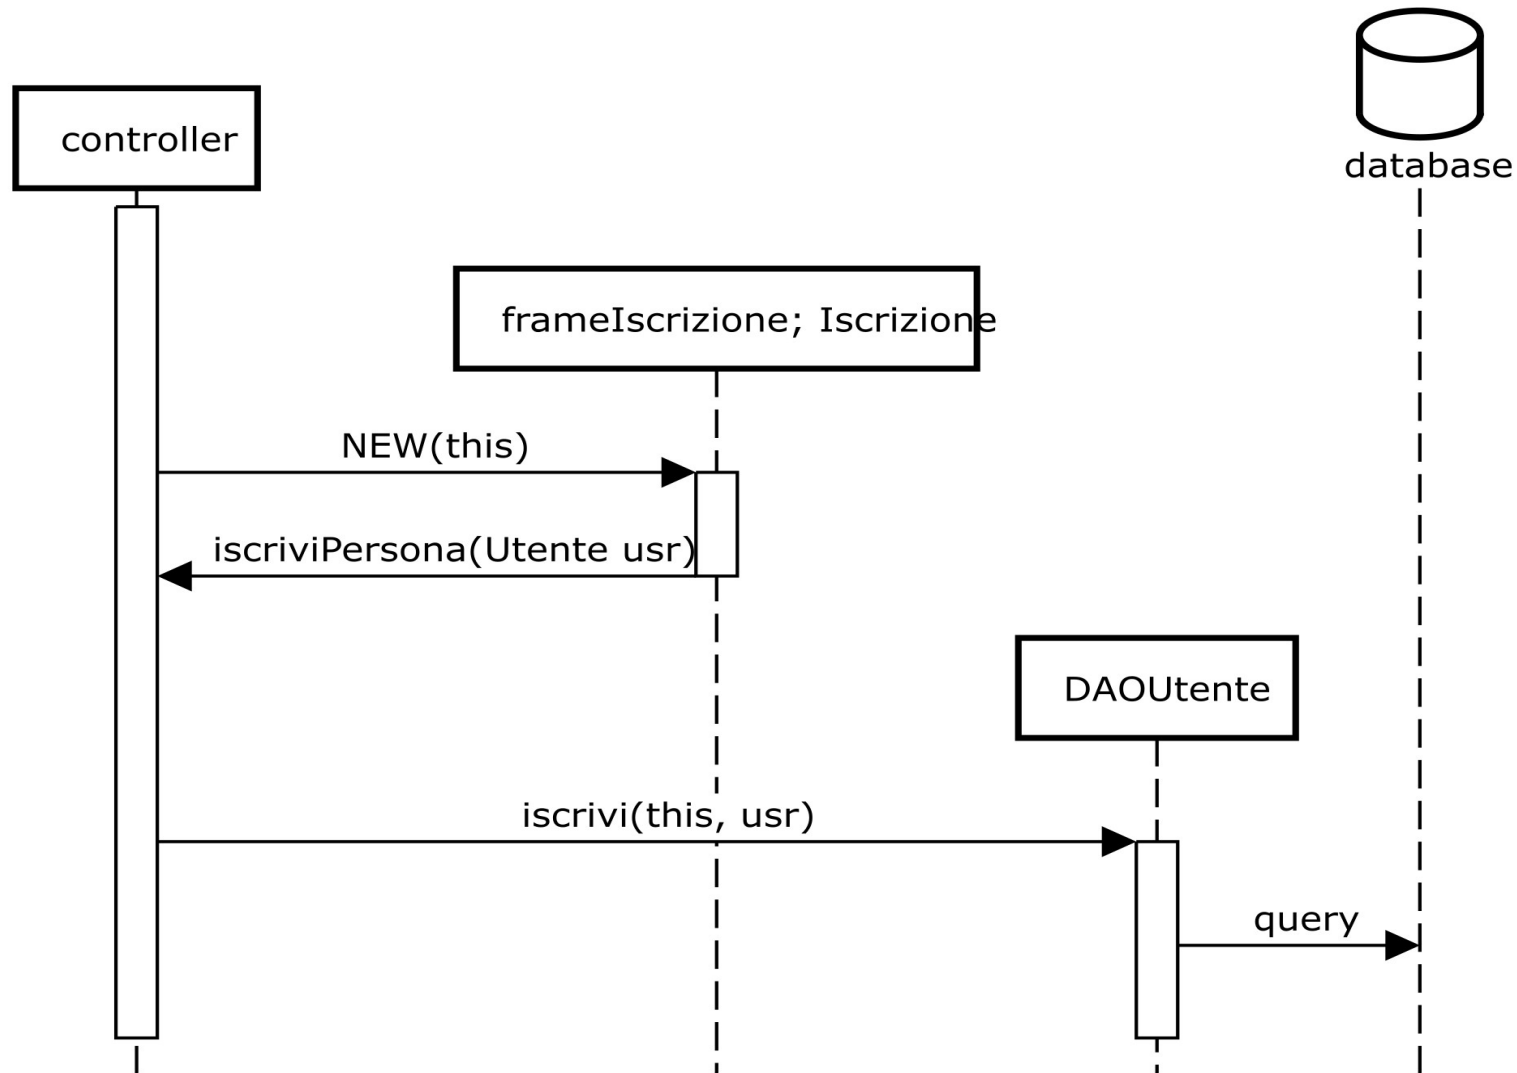 controller
database
frameIscrizione; Iscrizione
NEW(this)
iscriviPersona(Utente usr)
DAOUtente
iscrivi(this, usr)
query